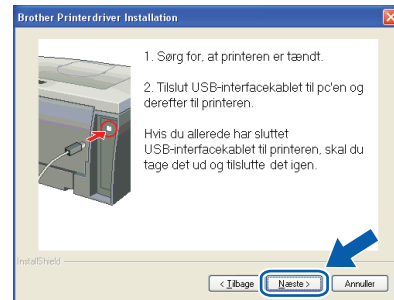 Brother Printerdriver Installation
1. Sørg for, at printeren er tændt.
2. Tilslut USB-interfacekablet til pc'en og
derefter til printeren.
Hvis du allerede har sluttet
USB-interfacekablet til printeren, skal du
tage det ud og tilslutte det igen.
InstallShield
< Tilbage Næste > Annuller